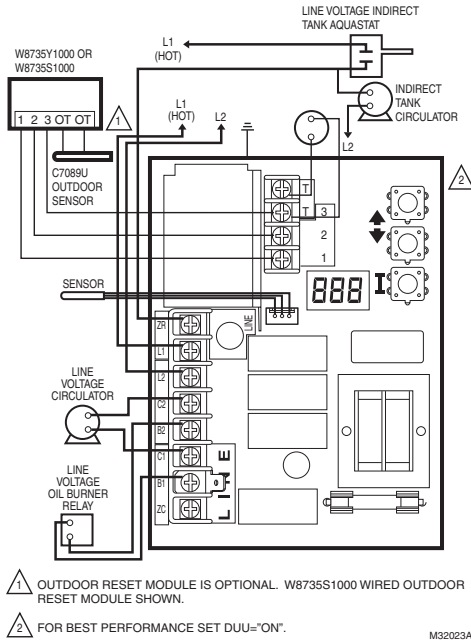 LINE VOLTAGE INDIRECT
TANK AQUASTAT
L1
(HOT)
W8735Y1000 OR
W8735S1000
INDIRECT
TANK
CIRCULATOR
L2
1 2 3 OT OT
1
L1
(HOT)
L2
C7089U
OUTDOOR
SENSOR
2
T
T 3
2
1
SENSOR
888
LINE
ZR
L1
L2
C2
B2
C1
B1
ZC
LINE
LINE
VOLTAGE
CIRCULATOR
LINE
VOLTAGE
OIL BURNER
RELAY
1 OUTDOOR RESET MODULE IS OPTIONAL. W8735S1000 WIRED OUTDOOR
RESET MODULE SHOWN.
2 FOR BEST PERFORMANCE SET DUU="ON".
M32023A